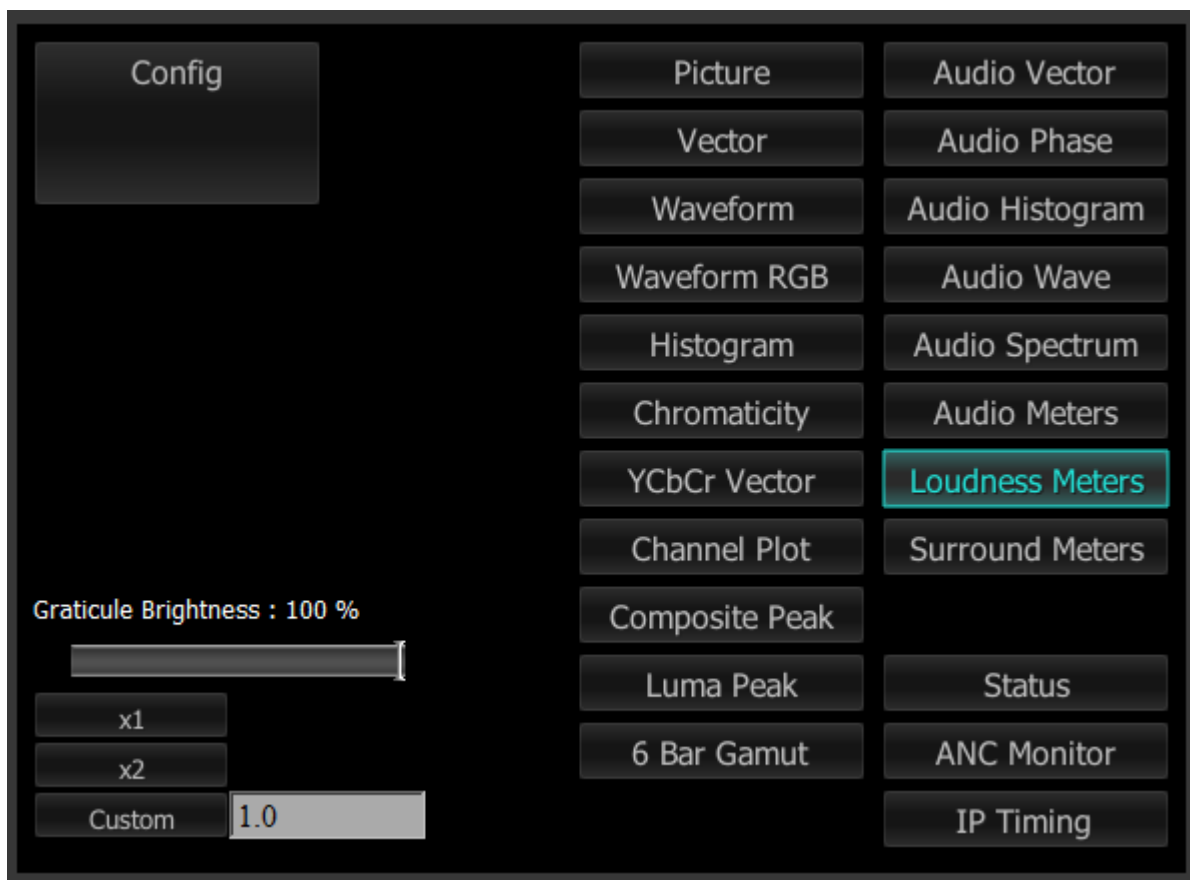 Config
Picture
Audio Vector
Vector
Audio Phase
Waveform
Audio Histogram
Waveform RGB
Audio Wave
Histogram
Audio Spectrum
Chromaticity
Audio Meters
YCbCr Vector
Loudness Meters
Channel Plot
Surround Meters
Graticule Brightness : 100 %
Composite Peak
Luma Peak
Status
x1
6 Bar Gamut
ANC Monitor
x2
Custom
1.0
IP Timing